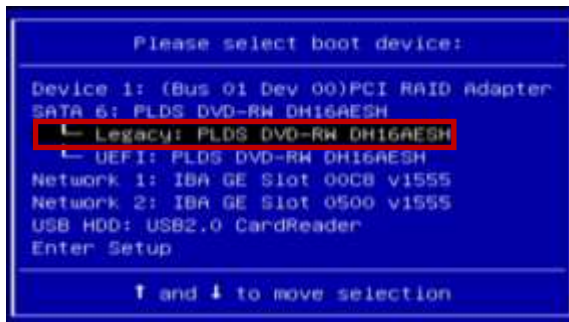 Please select boot device:
Device 1: (Bus 01 Dev 00)PCI RAID Adapter
SATA 6: PLDS DVD-RW DH16AESH
Legacy: PLDS DVD-RW DH16AESH
UEFI: PLDS DVD-RW DH16AESH
Network 1: IBA GE Slot 00C8 v1555
Network 2: IBA GE Slot 0500 v1555
USB HDD: USB2.0 CardReader
Enter Setup
↑ and ↓ to move selection